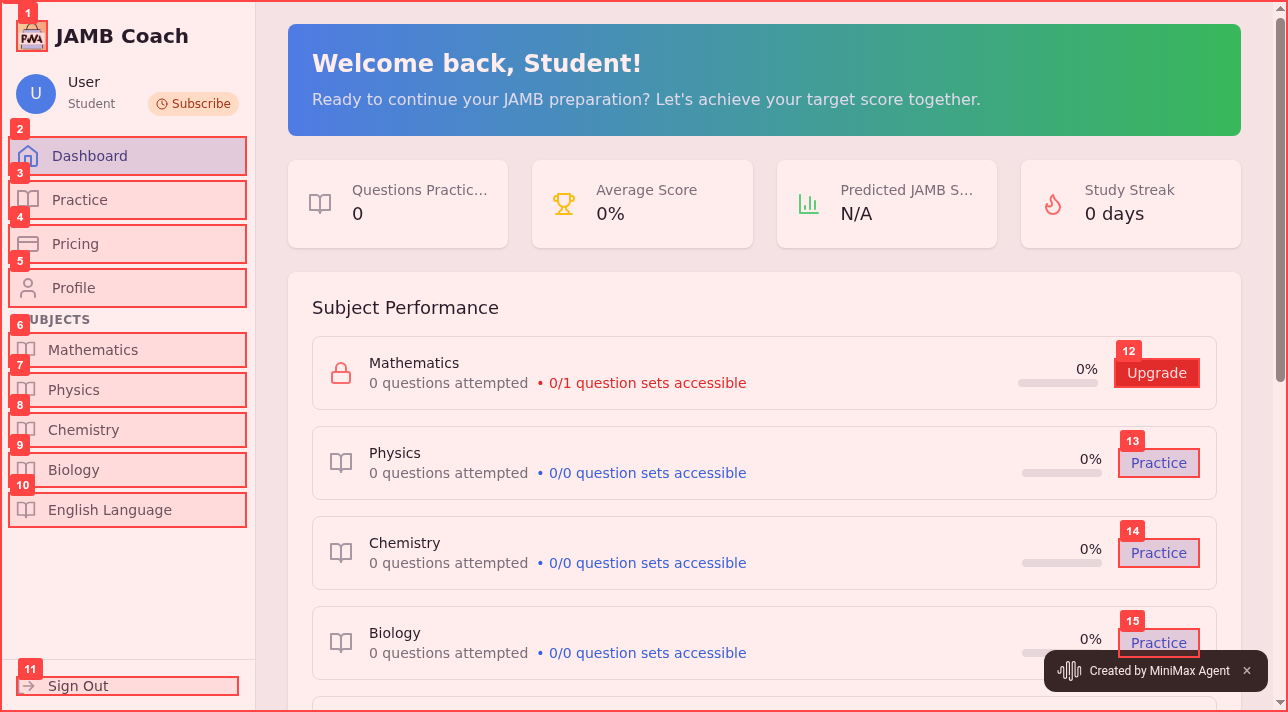 1
PWA
JAMB Coach
U
User
Student
Subscribe
2
Dashboard
3
Practice
4
Pricing
5
Profile
UBJECTS
6
Mathematics
7
Physics
8
Chemistry
9
Biology
10
English Language
11
Sign Out
Welcome back, Student!
Ready to continue your JAMB preparation? Let's achieve your target score together.
Questions Practic...
0
Average Score
0%
Predicted JAMB S...
N/A
Study Streak
0 days
Subject Performance
Mathematics
0 questions attempted • 0/1 question sets accessible
0%
12
Upgrade
Physics
0 questions attempted • 0/0 question sets accessible
0%
13
Practice
Chemistry
0 questions attempted • 0/0 question sets accessible
0%
14
Practice
Biology
0 questions attempted • 0/0 question sets accessible
0%
15
Practice
Created by MiniMax Agent ×